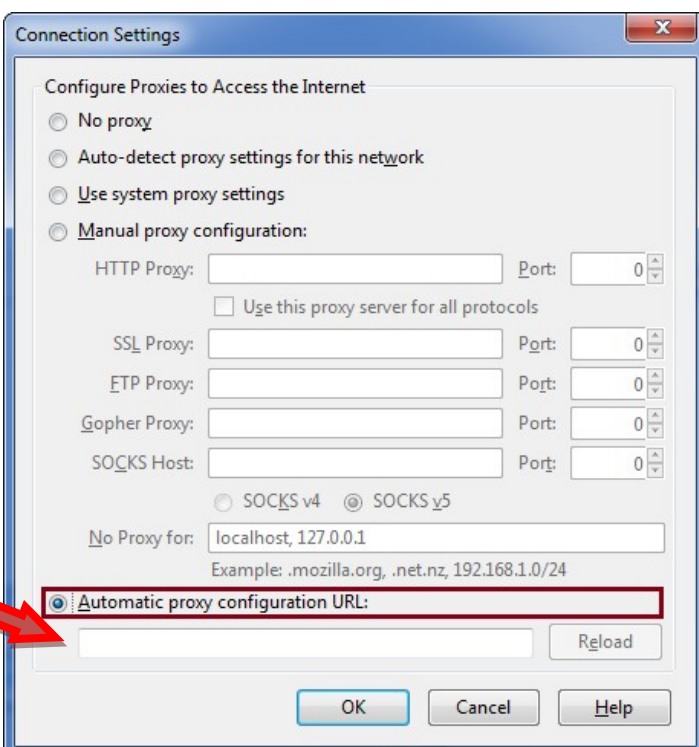 Connection Settings
Configure Proxies to Access the Internet
No proxy
Auto-detect proxy settings for this network
Use system proxy settings
Manual proxy configuration:
HTTP Proxy: Port: 0
Use this proxy server for all protocols
SSL Proxy: Port: 0
FTP Proxy: Port: 0
Gopher Proxy: Port: 0
SOCKS Host: Port: 0
SOCKS v4 SOCKS v5
No Proxy for: localhost, 127.0.0.1
Example: .mozilla.org, .net.nz, 192.168.1.0/24
Automatic proxy configuration URL:
Reload
OK Cancel Help